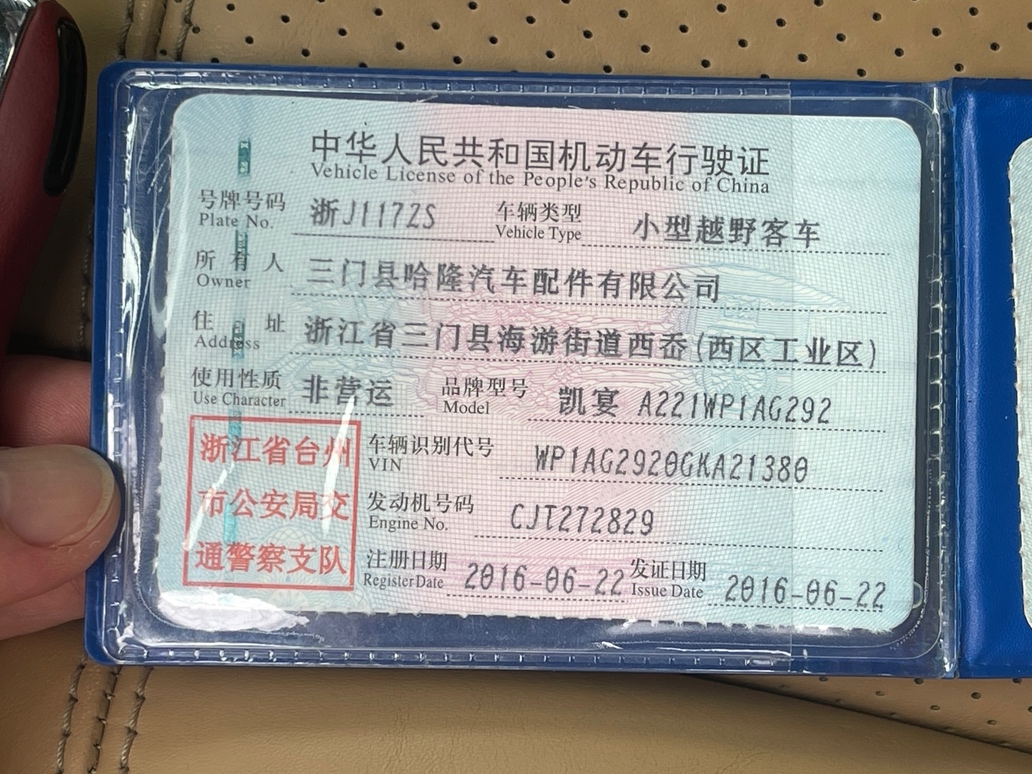 中华人民共和国机动车行驶证
Vehicle License of the People's Republic of China
号牌号码 浙J1172S 车辆类型 小型越野客车
Plate No. Vehicle Type
所有人 三门县哈隆汽车配件有限公司
Owner
住址 浙江省三门县海游街道西岙(西区工业区)
Address
使用性质 非营运 品牌型号 凯宴 A221WP1AG292
Use Character Model
浙江省台州 车辆识别代号 WP1AG2920GKA21380
VIN
市公安局交 发动机号码 CJT272829
Engine No.
通警察支队 注册日期 2016-06-22 发证日期 2016-06-22
Register Date Issue Date